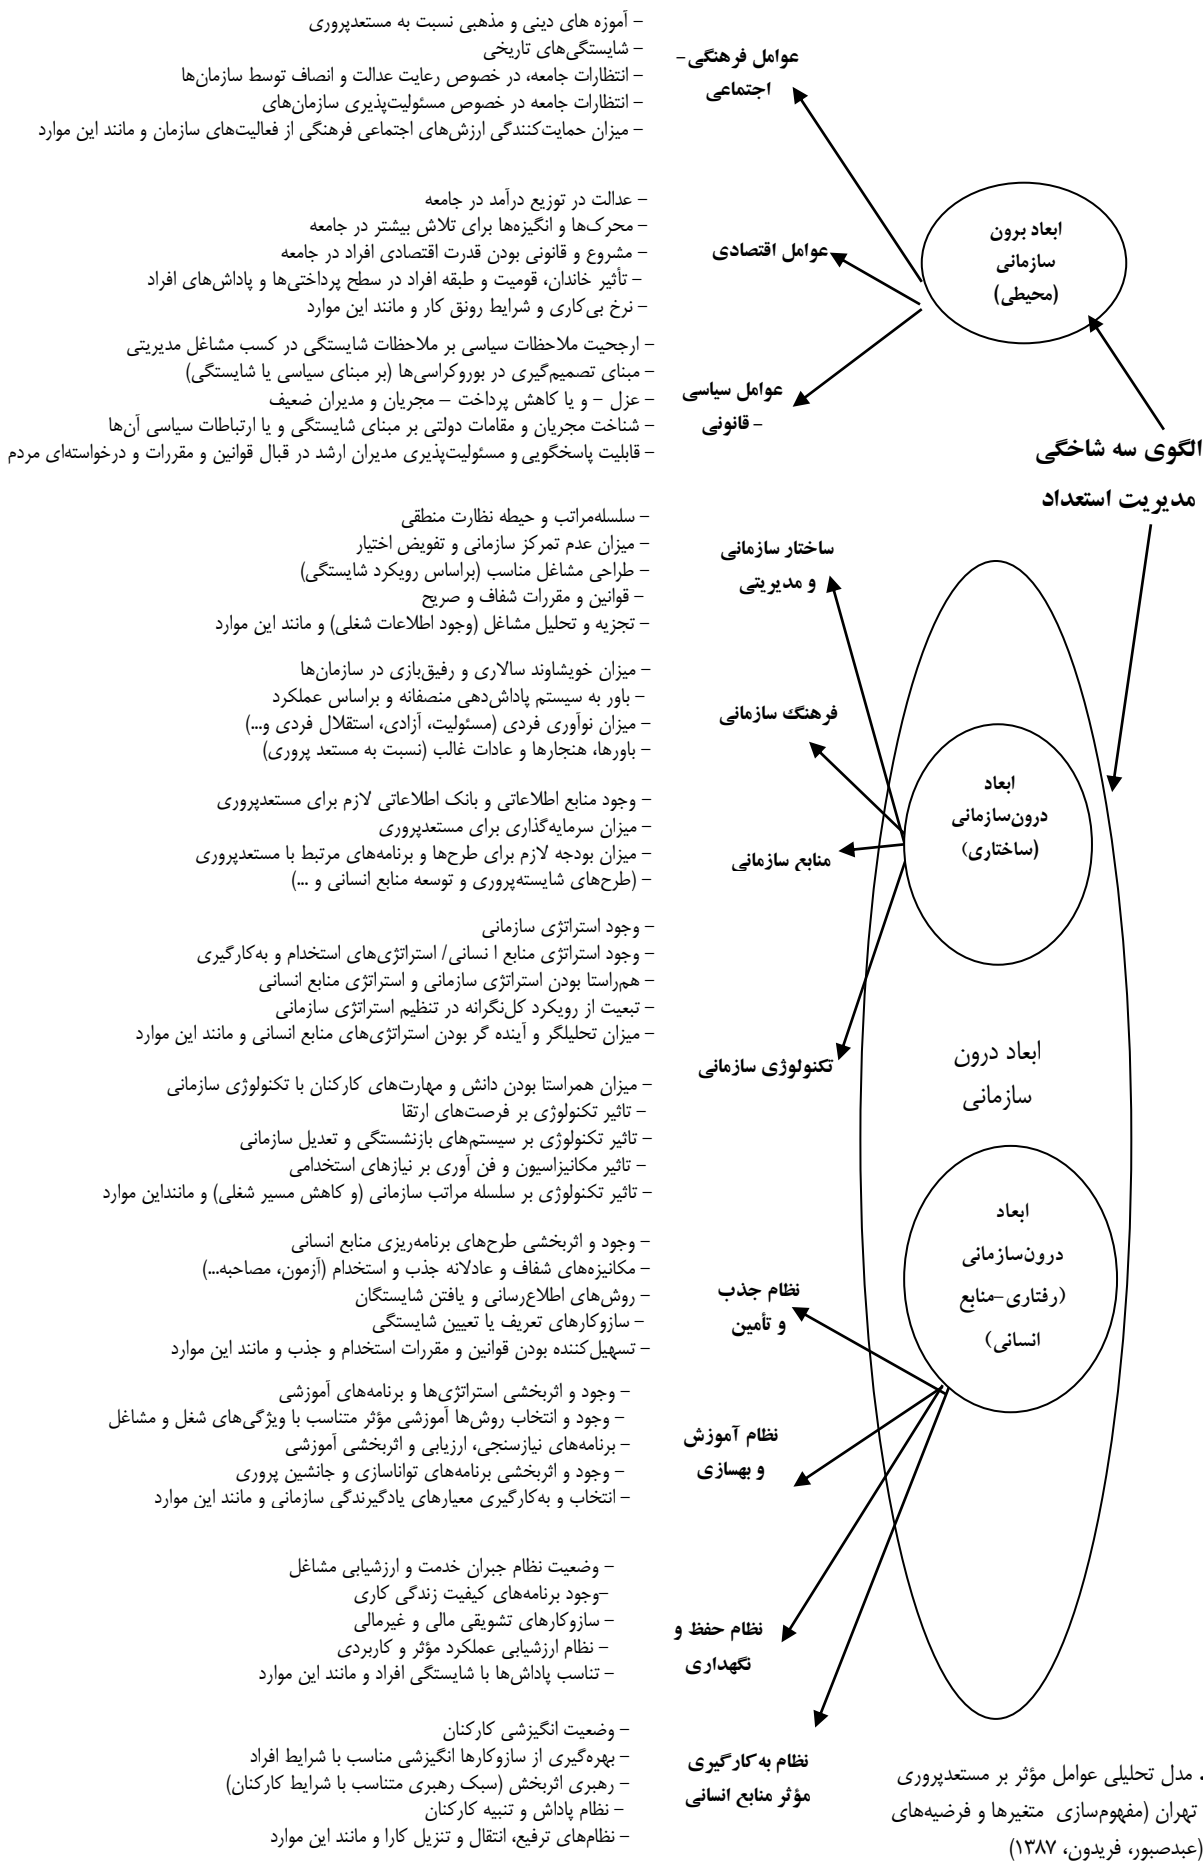 الگوی سه شاخگی
مدیریت استعداد
ابعاد برون
سازمانی
(محیطی)
عوامل فرهنگی-
اجتماعی
- آموزه های دینی و مذهبی نسبت به مستعدپروری
- شایستگی‌های تاریخی
- انتظارات جامعه، در خصوص رعایت عدالت و انصاف توسط سازمان‌ها
- انتظارات جامعه در خصوص مسئولیت‌پذیری سازمان‌های
- میزان حمایت‌کنندگی ارزش‌های اجتماعی فرهنگی از فعالیت‌های سازمان و مانند این موارد
عوامل اقتصادی
- عدالت در توزیع درآمد در جامعه
- محرک‌ها و انگیزه‌ها برای تلاش بیشتر در جامعه
- مشروع و قانونی بودن قدرت اقتصادی افراد در جامعه
- تأثیر خاندان، قومیت و طبقه افراد در سطح پرداختی‌ها و پاداش‌های افراد
- نرخ بی‌کاری و شرایط رونق کار و مانند این موارد
عوامل سیاسی
- قانونی
- ارجحیت ملاحظات سیاسی بر ملاحظات شایستگی در کسب مشاغل مدیریتی
- مبنای تصمیم‌گیری در بوروکراسی‌ها (بر مبنای سیاسی یا شایستگی)
- عزل - و یا کاهش پرداخت – مجریان و مدیران ضعیف
- شناخت مجریان و مقامات دولتی بر مبنای شایستگی و یا ارتباطات سیاسی آن‌ها
- قابلیت پاسخگویی و مسئولیت‌پذیری مدیران ارشد در قبال قوانین و مقررات و درخواستهای مردم
ابعاد
درون‌سازمانی
(ساختاری)
ساختار سازمانی
و مدیریتی
- سلسله‌مراتب و حیطه نظارت منطقی
- میزان عدم تمرکز سازمانی و تفویض اختیار
- طراحی مشاغل مناسب (براساس رویکرد شایستگی)
- قوانین و مقررات شفاف و صریح
- تجزیه و تحلیل مشاغل (وجود اطلاعات شغلی) و مانند این موارد
فرهنگ سازمانی
- میزان خویشاوند سالاری و رفیق‌بازی در سازمان‌ها
- باور به سیستم پاداش‌دهی منصفانه و براساس عملکرد
- میزان نوآوری فردی (مسئولیت، آزادی، استقلال فردی و...)
- باورها، هنجارها و عادات غالب (نسبت به مستعد پروری)
منابع سازمانی
- وجود منابع اطلاعاتی و بانک اطلاعاتی لازم برای مستعدپروری
- میزان سرمایه‌گذاری برای مستعدپروری
- میزان بودجه لازم برای طرح‌ها و برنامه‌های مرتبط با مستعدپروری
- (طرح‌های شایسته‌پروری و توسعه منابع انسانی و ...)
- وجود استراتژی سازمانی
- وجود استراتژی منابع ا نسانی/ استراتژی‌های استخدام و به‌کارگیری
- هم‌راستا بودن استراتژی سازمانی و استراتژی منابع انسانی
- تبعیت از رویکرد کل‌نگرانه در تنظیم استراتژی سازمانی
- میزان تحلیلگر و آینده گر بودن استراتژی‌های منابع انسانی و مانند این موارد
تکنولوژی سازمانی
- میزان همراستا بودن دانش و مهارت‌های کارکنان با تکنولوژی سازمانی
- تاثیر تکنولوژی بر فرصت‌های ارتقا
- تاثیر تکنولوژی بر سیستم‌های بازنشستگی و تعدیل سازمانی
- تاثیر مکانیزاسیون و فن آوری بر نیازهای استخدامی
- تاثیر تکنولوژی بر سلسله مراتب سازمانی (و کاهش مسیر شغلی) و ماننداین موارد
ابعاد درون
سازمانی
ابعاد
درون‌سازمانی
(رفتاری-منابع
انسانی)
نظام جذب
و تأمین
- وجود و اثربخشی طرح‌های برنامه‌ریزی منابع انسانی
- مکانیزه‌های شفاف و عادلانه جذب و استخدام (آزمون، مصاحبه...)
- روش‌های اطلاع‌رسانی و یافتن شایستگان
- سازوکارهای تعریف یا تعیین شایستگی
- تسهیل‌کننده بودن قوانین و مقررات استخدام و جذب و مانند این موارد
نظام آموزش
و بهسازی
- وجود و اثربخشی استراتژی‌ها و برنامه‌های آموزشی
- وجود و انتخاب روش‌ها آموزشی مؤثر متناسب با ویژگی‌های شغل و مشاغل
- برنامه‌های نیازسنجی، ارزیابی و اثربخشی آموزشی
- وجود و اثربخشی برنامه‌های تواناسازی و جانشین پروری
- انتخاب و به‌کارگیری معیارهای یادگیرندگی سازمانی و مانند این موارد
نظام حفظ و
نگهداری
- وضعیت نظام جبران خدمت و ارزشیابی مشاغل
-وجود برنامه‌های کیفیت زندگی کاری
- سازوکارهای تشویقی مالی و غیرمالی
- نظام ارزشیابی عملکرد مؤثر و کاربردی
- تناسب پاداش‌ها با شایستگی افراد و مانند این موارد
نظام به‌کارگیری
مؤثر منابع انسانی
- وضعیت انگیزشی کارکنان
- بهره‌گیری از سازوکارها انگیزشی مناسب با شرایط افراد
- رهبری اثربخش (سبک رهبری متناسب با شرایط کارکنان)
- نظام پاداش و تنبیه کارکنان
- نظام‌های ترفیع، انتقال و تنزیل کارا و مانند این موارد
. مدل تحلیلی عوامل مؤثر بر مستعدپروری
تهران (مفهوم‌سازی متغیرها و فرضیه‌های
(عبدصبور، فریدون، ۱۳۸۷)